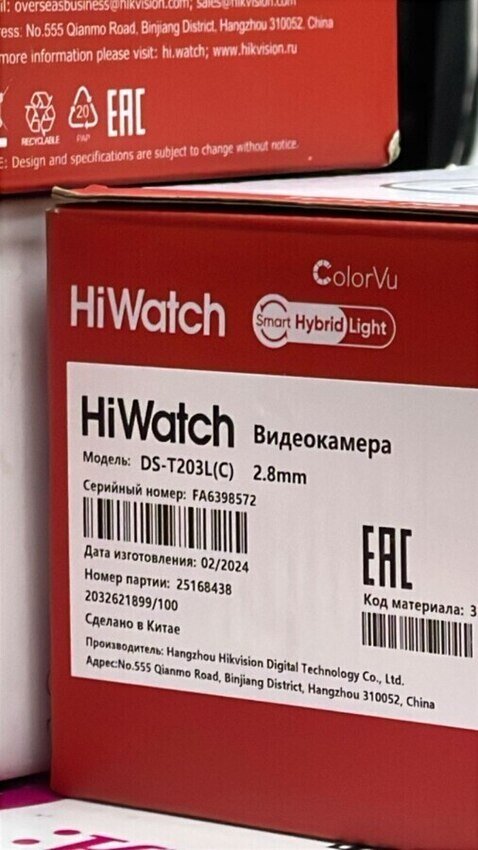 overseasbusiness@hikvision.com; sales@hikvision.com
No.555 Qianmo Road, Binjiang District, Hangzhou 310052, China
more information please visit: hi.watch; www.hikvision.ru
RECYCLABLE
20
PAP
EAC
Design and specifications are subject to change without notice.
ColorVu
HiWatch
Smart Hybrid Light
HiWatch Видеокамера
Модель: DS-T203L(C) 2.8mm
Серийный номер: FA6398572
Дата изготовления: 02/2024
Номер партии: 25168438
2032621899/100
Сделано в Китае
EAC
Код материала: 3
Производитель: Hangzhou Hikvision Digital Technology Co., Ltd.
Адрес:No.555 Qianmo Road, Binjiang District, Hangzhou 310052, China